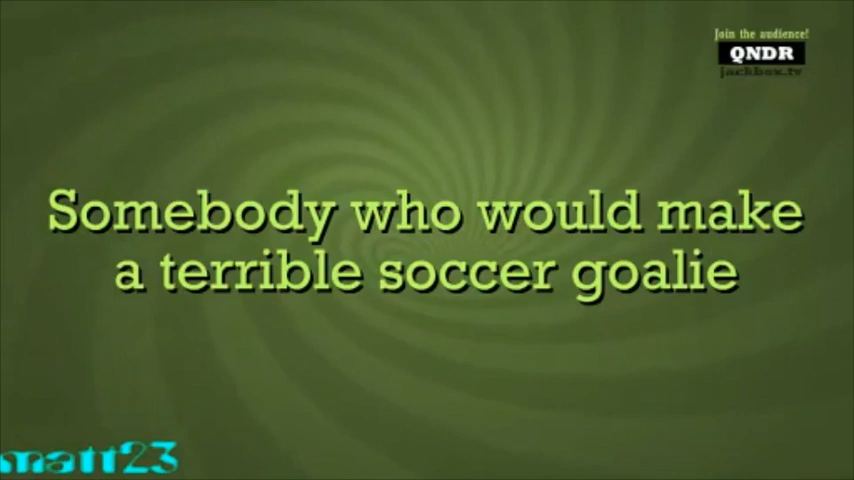 Join the audience!
QNDR
jackbox.tv
Somebody who would make
a terrible soccer goalie
matt23